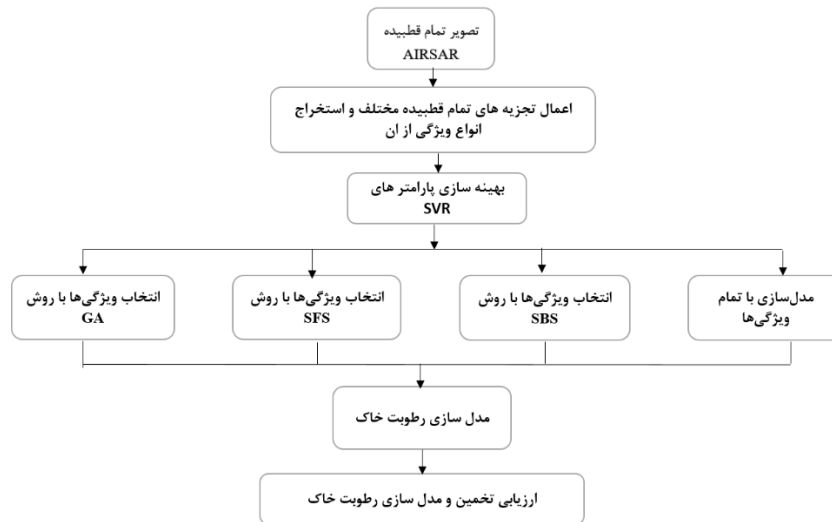 تصویر تمام قطبیده
AIRSAR
اعمال تجزیه های تمام قطبیده مختلف و استخراج
انواع ویژگی از ان
بهینه سازی پارامتر های
SVR
مدل‌سازی با تمام
ویژگی‌ها
انتخاب ویژگی‌ها با روش
SBS
انتخاب ویژگی‌ها با روش
SFS
انتخاب ویژگی‌ها با روش
GA
مدل سازی رطوبت خاک
ارزیابی تخمین و مدل سازی رطوبت خاک